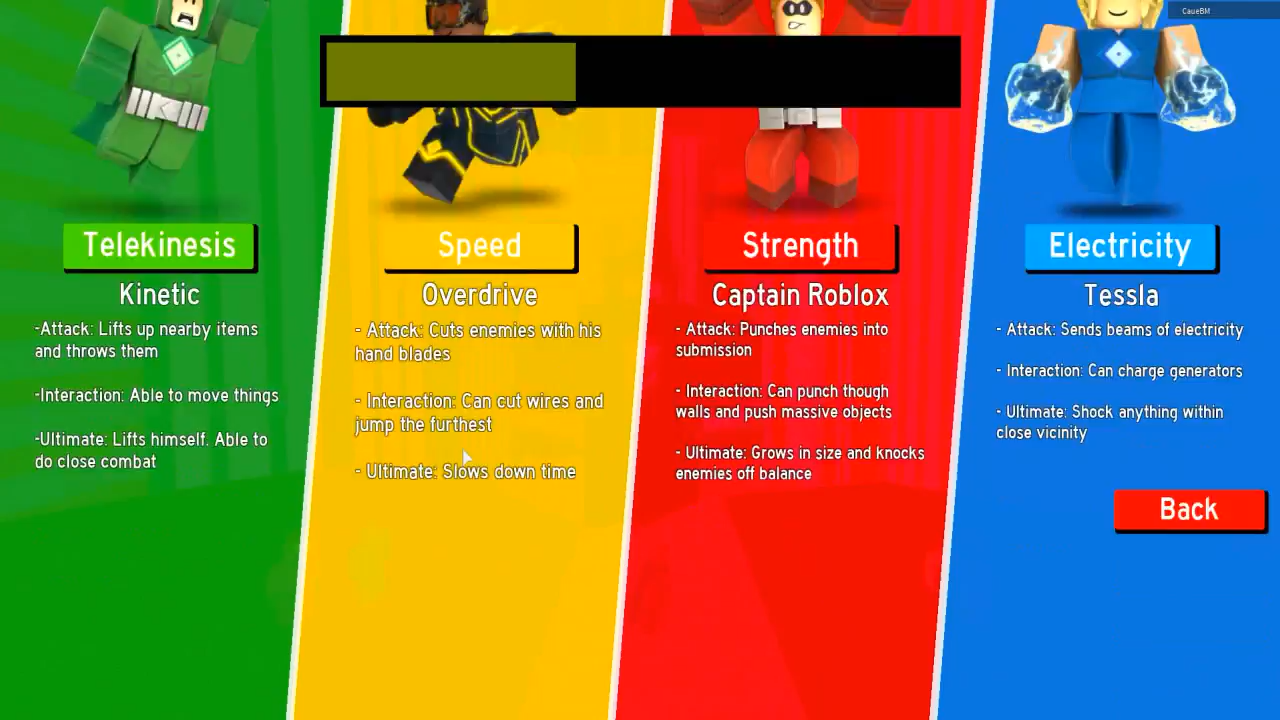 CaueBM
Telekinesis
Kinetic
-Attack: Lifts up nearby items
and throws them
-Interaction: Able to move things
-Ultimate: Lifts himself. Able to
do close combat
Speed
Overdrive
- Attack: Cuts enemies with his
hand blades
- Interaction: Can cut wires and
jump the furthest
- Ultimate: Slows down time
Strength
Captain Roblox
- Attack: Punches enemies into
submission
- Interaction: Can punch though
walls and push massive objects
- Ultimate: Grows in size and knocks
enemies off balance
Electricity
Tessla
- Attack: Sends beams of electricity
- Interaction: Can charge generators
- Ultimate: Shock anything within
close vicinity
Back